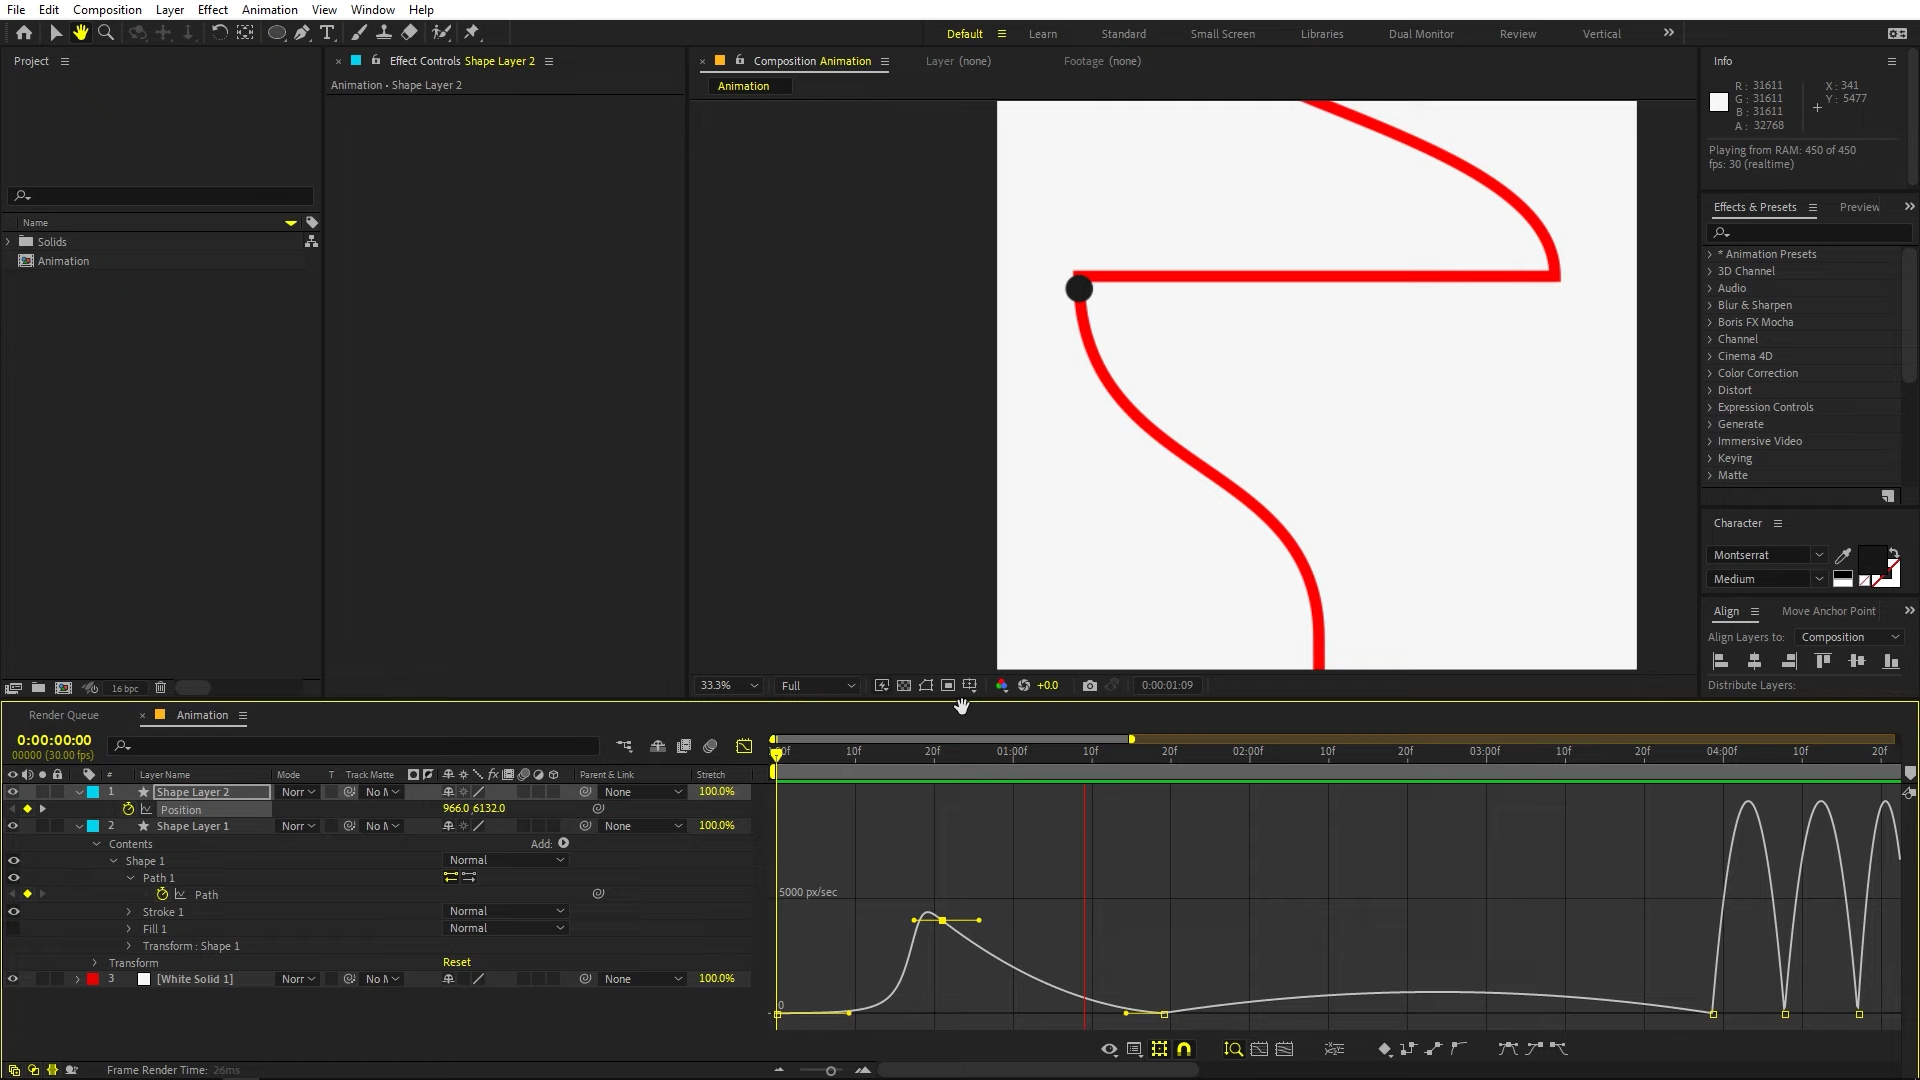 File Edit Composition Layer Effect Animation View Window Help
Default Learn Standard Small Screen Libraries Dual Monitor Review Vertical
Project
Effect Controls Shape Layer 2
Composition Animation
Layer (none)
Footage (none)
Info
Animation • Shape Layer 2
Animation
R: 31611
G: 31611
B: 31611
A: 32768
X: 341
Y: 5477
Playing from RAM: 450 of 450
fps: 30 (realtime)
Effects & Presets
Preview
Name
Solids
Animation
* Animation Presets
3D Channel
Audio
Blur & Sharpen
Boris FX Mocha
Channel
Cinema 4D
Color Correction
Distort
Expression Controls
Generate
Immersive Video
Keying
Matte
Character
Montserrat
Medium
Align
Move Anchor Point
Align Layers to: Composition
Distribute Layers:
16 bpc
33.3%
Full
+0.0
0:00:01:09
Render Queue
Animation
0:00:00:00
00000 (30.00 fps)
:00f 10f 20f 01:00f 10f 20f 02:00f 10f 20f 03:00f 10f 20f 04:00f 10f 20f
# Layer Name Mode T Track Matte Parent & Link Stretch
1 Shape Layer 2 Norr No M None 100.0%
Position 966.0,6132.0
2 Shape Layer 1 Norr No M None 100.0%
Contents Add:
Shape 1 Normal
Path 1
Path
Stroke 1 Normal
Fill 1 Normal
Transform : Shape 1
Transform Reset
3 [White Solid 1] Norr No M None 100.0%
5000 px/sec
0
Frame Render Time: 26ms